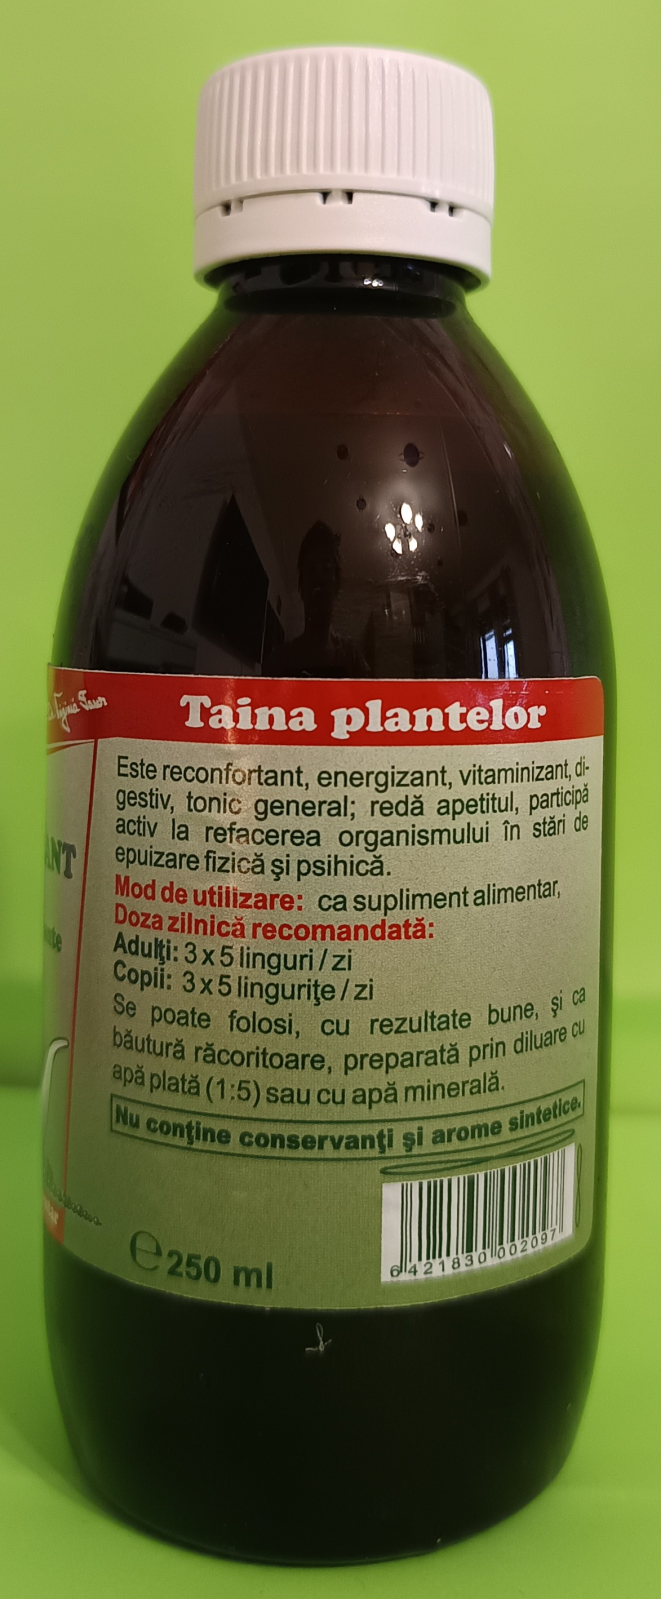 Taina plantelor
Este reconfortant, energizant, vitaminizant, di-
gestiv, tonic general; redă apetitul, participă
activ la refacerea organismului în stări de
epuizare fizică şi psihică.
Mod de utilizare: ca supliment alimentar,
Doza zilnică recomandată:
Adulţi: 3 x 5 linguri / zi
Copii: 3 x 5 linguriţe / zi
Se poate folosi, cu rezultate bune, şi ca
băutură răcoritoare, preparată prin diluare cu
apă plată (1:5) sau cu apă minerală.
Nu conţine conservanţi şi arome sintetice.
℮ 250 ml
6 421830 002097